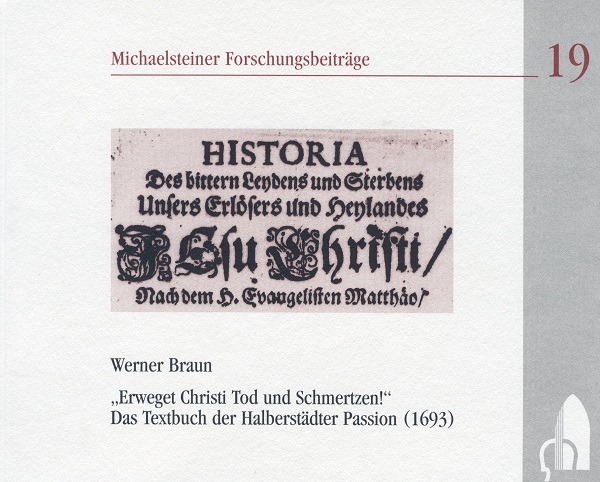 Michaelsteiner Forschungsbeiträge
19
HISTORIA
Des bittern Leydens und Sterbens
Unsers Erlösers und Heylandes
JEsu Christi/
Nach dem H. Evangelisten Matthäo/
Werner Braun
„Erweget Christi Tod und Schmertzen!“
Das Textbuch der Halberstädter Passion (1693)